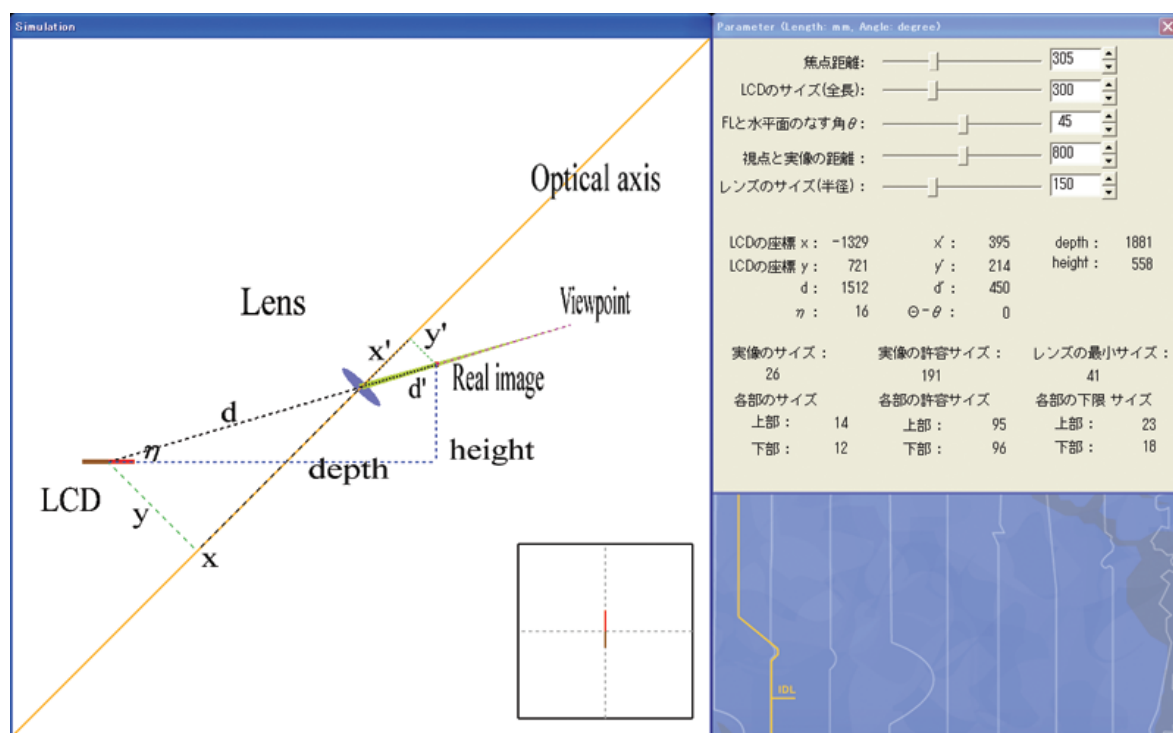 Simulation
Optical axis
Lens
Viewpoint
y'
x'
Real image
d'
d
η
height
depth
LCD
y
x
Parameter (Length: mm, Angle: degree)
焦点距離: 305
LCDのサイズ(全長): 300
FLと水平面のなす角θ: 45
視点と実像の距離: 800
レンズのサイズ(半径): 150
LCDの座標 x: -1329 x': 395 depth: 1881
LCDの座標 y: 721 y': 214 height: 558
d: 1512 d': 450
η: 16 Θ-θ: 0
実像のサイズ: 実像の許容サイズ: レンズの最小サイズ:
26 191 41
各部のサイズ 各部の許容サイズ 各部の下限 サイズ
上部: 14 上部: 95 上部: 23
下部: 12 下部: 96 下部: 18
IDL